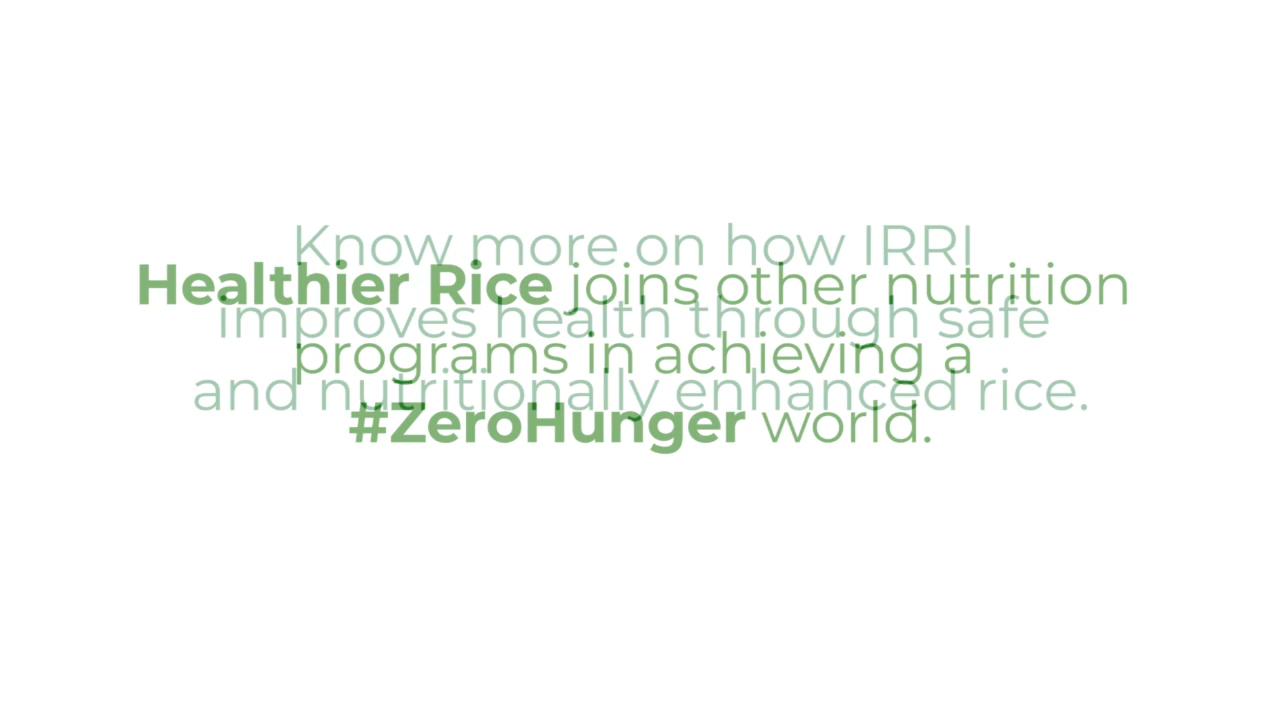 Know more on how IRRI
Healthier Rice joins other nutrition
improves health through safe
programs in achieving a
and nutritionally enhanced rice.
#ZeroHunger world.